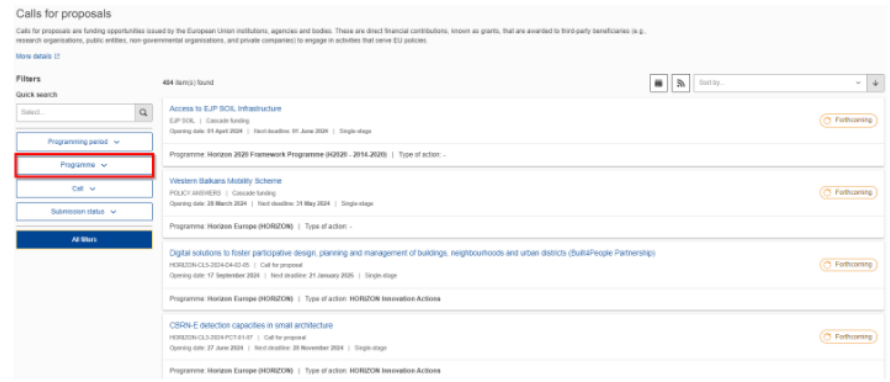 Calls for proposals
Calls for proposals are funding opportunities issued by the European Union institutions, agencies and bodies. These are direct financial contributions, known as grants, that are awarded to third-party beneficiaries (e.g.,
research organisations, public entities, non-governmental organisations, and private companies) to engage in activities that serve EU policies.
More details
Filters
Quick search
Select...
Programming period
Programme
Call
Submission status
All filters
484 item(s) found
Sort by...
Access to EJP SOIL Infrastructure
EJP SOIL | Cascade funding
Opening date: 01 April 2024 | Next deadline: 01 June 2024 | Single-stage
Forthcoming
Programme: Horizon 2020 Framework Programme (H2020 - 2014-2020) | Type of action: -
Western Balkans Mobility Scheme
POLICY ANSWERS | Cascade funding
Opening date: 28 March 2024 | Next deadline: 31 May 2024 | Single-stage
Forthcoming
Programme: Horizon Europe (HORIZON) | Type of action: -
Digital solutions to foster participative design, planning and management of buildings, neighbourhoods and urban districts (Built4People Partnership)
HORIZON-CL5-2024-D4-02-05 | Call for proposal
Opening date: 17 September 2024 | Next deadline: 21 January 2025 | Single-stage
Forthcoming
Programme: Horizon Europe (HORIZON) | Type of action: HORIZON Innovation Actions
CBRN-E detection capacities in small architecture
HORIZON-CL3-2024-FCT-01-07 | Call for proposal
Opening date: 27 June 2024 | Next deadline: 20 November 2024 | Single-stage
Forthcoming
Programme: Horizon Europe (HORIZON) | Type of action: HORIZON Innovation Actions